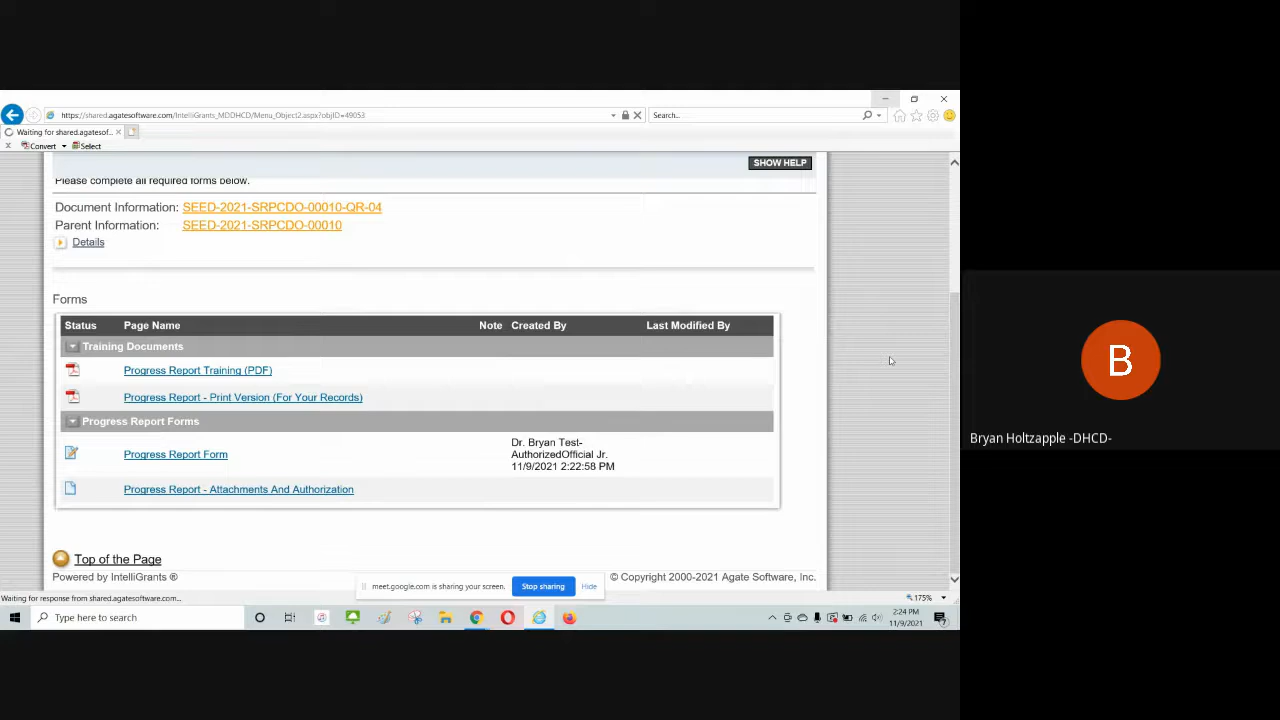 https://shared.agatesoftware.com/IntelliGrants_MDDHCD/Menu_Object2.aspx?objID=49053
Search...
Waiting for shared.agatesof...
Convert
Select
SHOW HELP
Please complete all required forms below.
Document Information: SEED-2021-SRPCDO-00010-QR-04
Parent Information: SEED-2021-SRPCDO-00010
Details
Forms
Status Page Name Note Created By Last Modified By
Training Documents
Progress Report Training (PDF)
Progress Report - Print Version (For Your Records)
Progress Report Forms
Progress Report Form
Dr. Bryan Test-
AuthorizedOfficial Jr.
11/9/2021 2:22:58 PM
Progress Report - Attachments And Authorization
Top of the Page
Powered by IntelliGrants ®
© Copyright 2000-2021 Agate Software, Inc.
meet.google.com is sharing your screen. Stop sharing Hide
Waiting for response from shared.agatesoftware.com...
175%
Type here to search
2:24 PM
11/9/2021
7
B
Bryan Holtzapple -DHCD-